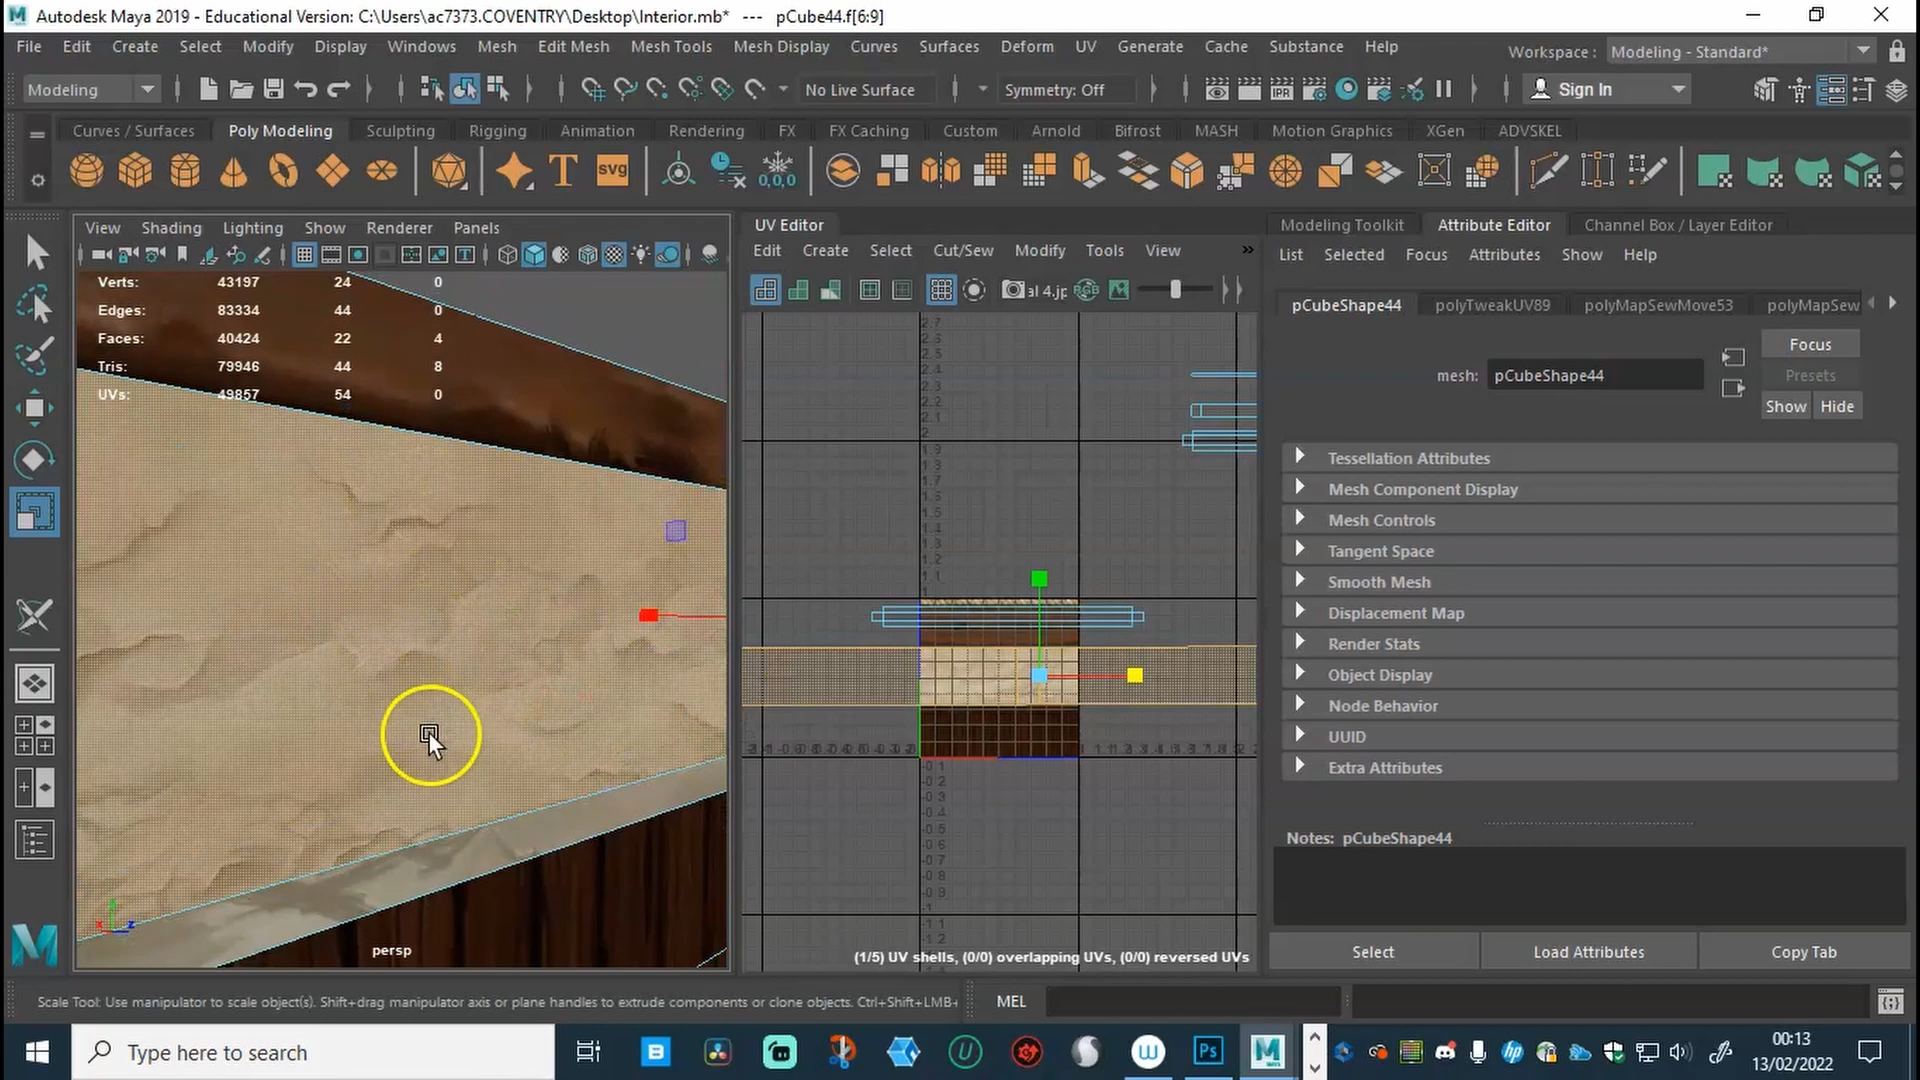 Autodesk Maya 2019 - Educational Version: C:\Users\ac7373.COVENTRY\Desktop\Interior.mb* --- pCube44.f[6:9]
File Edit Create Select Modify Display Windows Mesh Edit Mesh Mesh Tools Mesh Display Curves Surfaces Deform UV Generate Cache Substance Help
Workspace : Modeling - Standard*
Modeling No Live Surface Symmetry: Off Sign In
Curves / Surfaces Poly Modeling Sculpting Rigging Animation Rendering FX FX Caching Custom Arnold Bifrost MASH Motion Graphics XGen ADVSKEL
T svg 0,0,0
View Shading Lighting Show Renderer Panels
UV Editor
Modeling Toolkit Attribute Editor Channel Box / Layer Editor
Edit Create Select Cut/Sew Modify Tools View
List Selected Focus Attributes Show Help
al 4.jp
Verts: 43197 24 0
Edges: 83334 44 0
Faces: 40424 22 4
Tris: 79946 44 8
UVs: 49857 54 0
pCubeShape44 polyTweakUV89 polyMapSewMove53 polyMapSew
mesh: pCubeShape44
Focus
Presets
Show Hide
Tessellation Attributes
Mesh Component Display
Mesh Controls
Tangent Space
Smooth Mesh
Displacement Map
Render Stats
Object Display
Node Behavior
UUID
Extra Attributes
Notes: pCubeShape44
persp
(1/5) UV shells, (0/0) overlapping UVs, (0/0) reversed UVs
Select Load Attributes Copy Tab
Scale Tool: Use manipulator to scale object(s). Shift+drag manipulator axis or plane handles to extrude components or clone objects. Ctrl+Shift+LMB+
MEL
Type here to search
00:13
13/02/2022